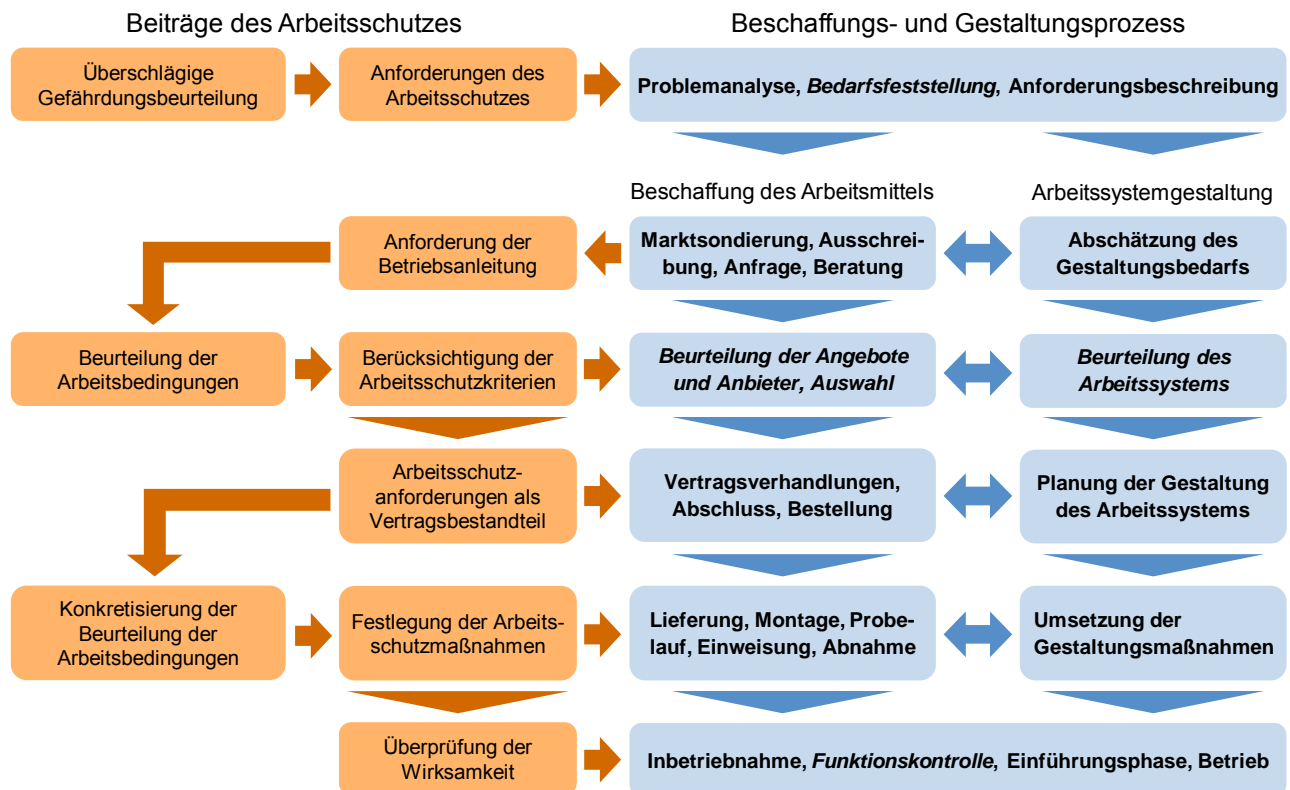 Beiträge des Arbeitsschutzes
Beschaffungs- und Gestaltungsprozess
Überschlägige
Gefährdungsbeurteilung
Anforderungen des
Arbeitsschutzes
Problemanalyse, Bedarfsfeststellung, Anforderungsbeschreibung
Beschaffung des Arbeitsmittels
Arbeitssystemgestaltung
Anforderung der
Betriebsanleitung
Marktsondierung, Ausschrei-
bung, Anfrage, Beratung
Abschätzung des
Gestaltungsbedarfs
Beurteilung der
Arbeitsbedingungen
Berücksichtigung der
Arbeitsschutzkriterien
Beurteilung der Angebote
und Anbieter, Auswahl
Beurteilung des
Arbeitssystems
Arbeitsschutz-
anforderungen als
Vertragsbestandteil
Vertragsverhandlungen,
Abschluss, Bestellung
Planung der Gestaltung
des Arbeitssystems
Konkretisierung der
Beurteilung der
Arbeitsbedingungen
Festlegung der Arbeits-
schutzmaßnahmen
Lieferung, Montage, Probe-
lauf, Einweisung, Abnahme
Umsetzung der
Gestaltungsmaßnahmen
Überprüfung der
Wirksamkeit
Inbetriebnahme, Funktionskontrolle, Einführungsphase, Betrieb